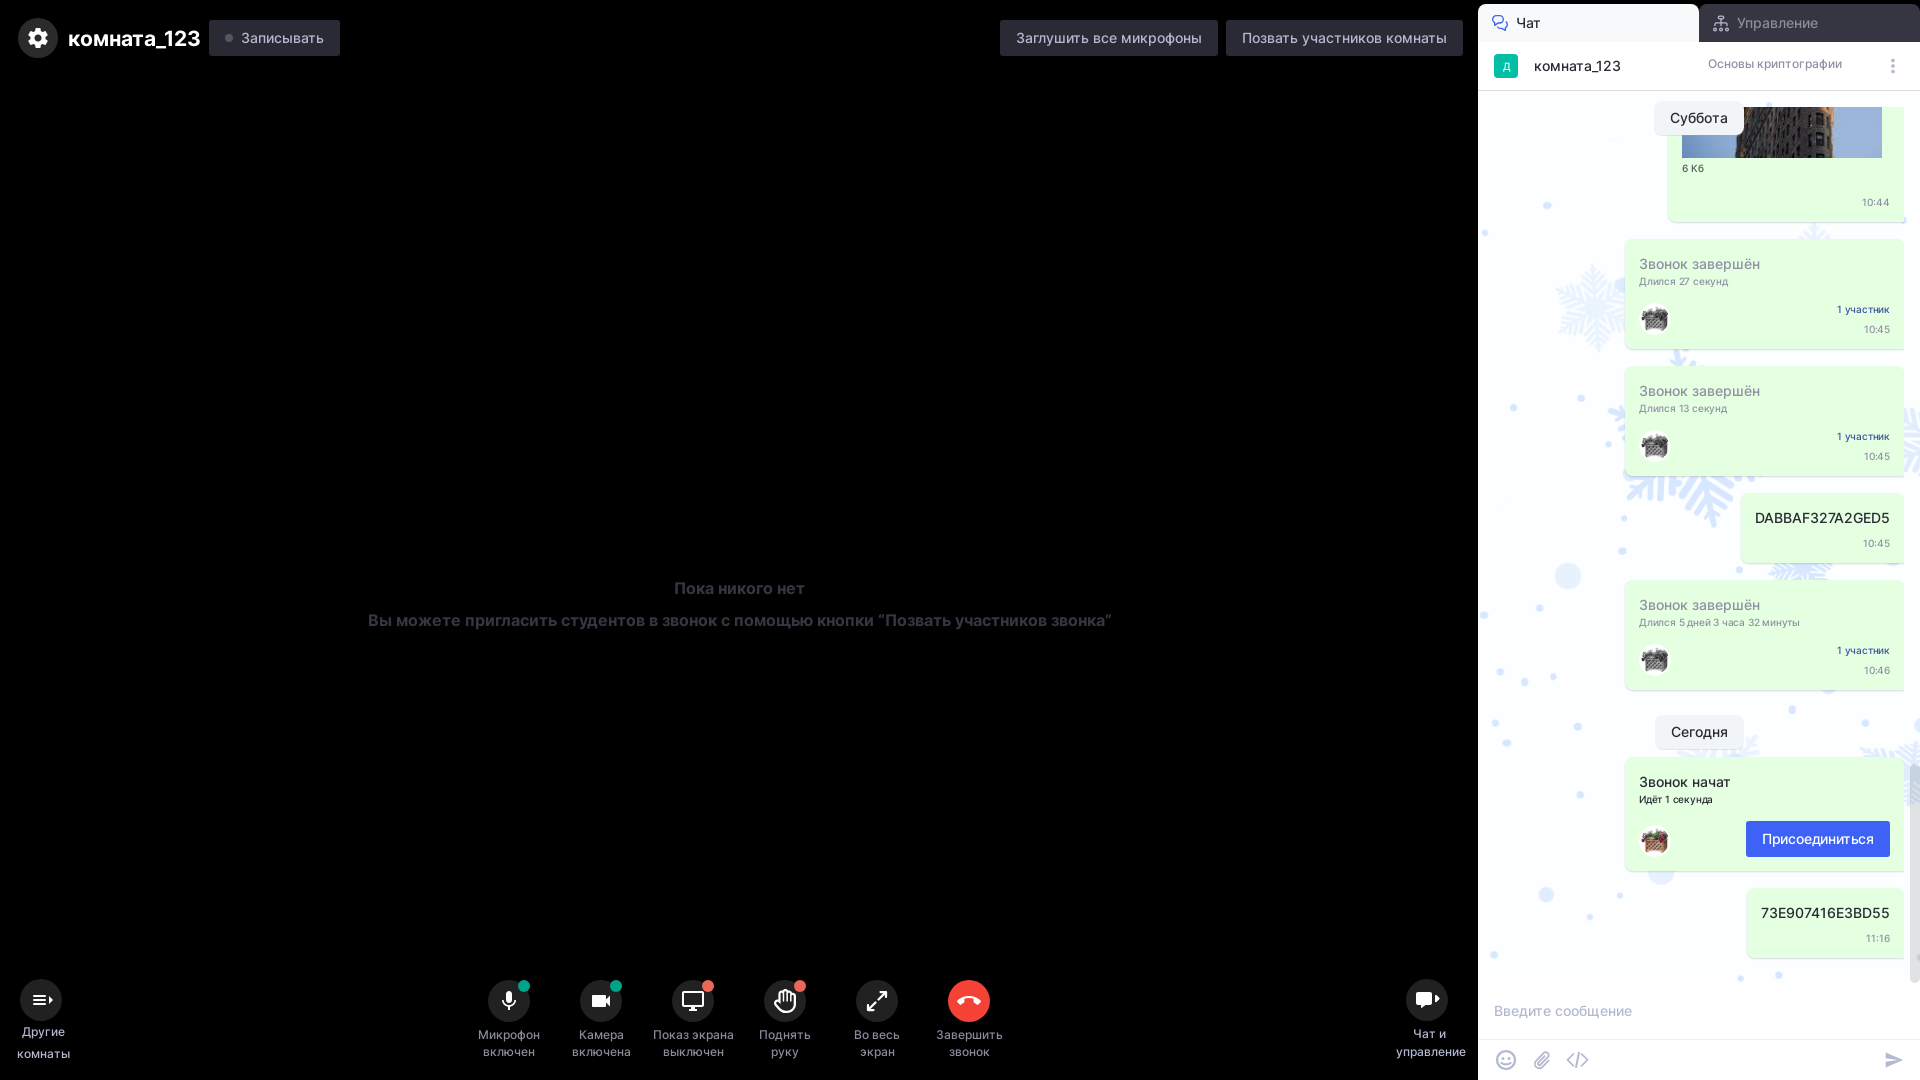 комната_123
Записывать
Заглушить все микрофоны
Позвать участников комнаты
Чат
Управление
Д
комната_123
Основы криптографии
Суббота
6 Кб
10:44
Звонок завершён
Длился 27 секунд
1 участник
10:45
Звонок завершён
Длился 13 секунд
1 участник
10:45
DABBAF327A2GED5
10:45
Звонок завершён
Длился 5 дней 3 часа 32 минуты
1 участник
10:46
Сегодня
Звонок начат
Идёт 1 секунда
Присоединиться
73E907416E3BD55
11:16
Введите сообщение
Пока никого нет
Вы можете пригласить студентов в звонок с помощью кнопки “Позвать участников звонка”
Другие
комнаты
Микрофон
включен
Камера
включена
Показ экрана
выключен
Поднять
руку
Во весь
экран
Завершить
звонок
Чат и
управление